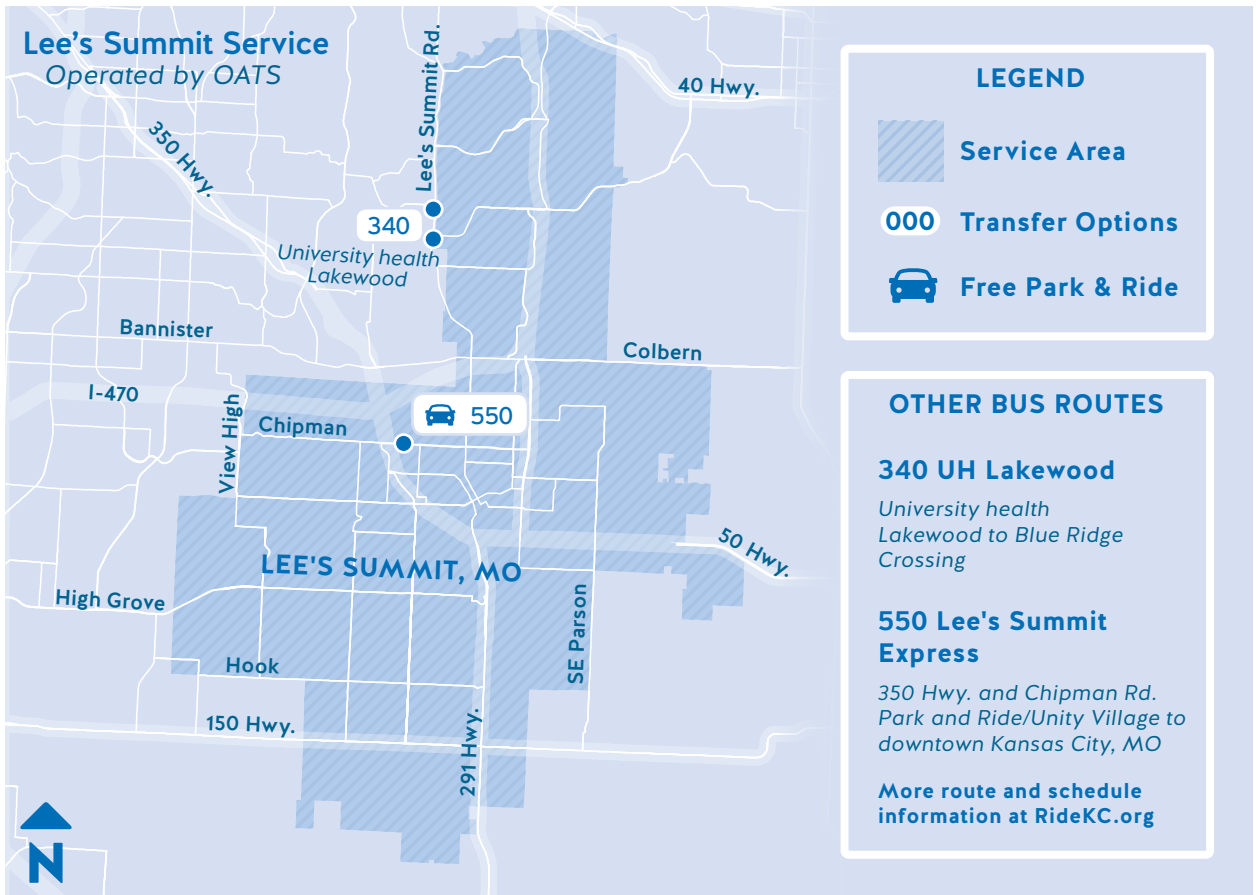 Lee's Summit Service
Operated by OATS
Lee's Summit Rd.
40 Hwy.
350 Hwy.
340
University health
Lakewood
Bannister
Colbern
I-470
550
Chipman
View High
50 Hwy.
LEE'S SUMMIT, MO
High Grove
SE Parson
Hook
150 Hwy.
291 Hwy.
N
LEGEND
Service Area
000 Transfer Options
Free Park & Ride
OTHER BUS ROUTES
340 UH Lakewood
University health
Lakewood to Blue Ridge
Crossing
550 Lee's Summit
Express
350 Hwy. and Chipman Rd.
Park and Ride/Unity Village to
downtown Kansas City, MO
More route and schedule
information at RideKC.org